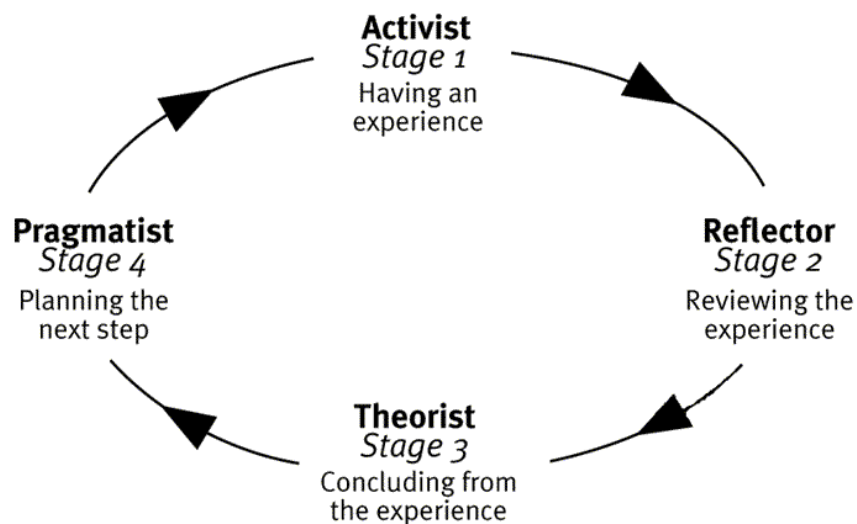 Activist
Stage 1
Having an
experience
Reflector
Stage 2
Reviewing the
experience
Theorist
Stage 3
Concluding from
the experience
Pragmatist
Stage 4
Planning the
next step